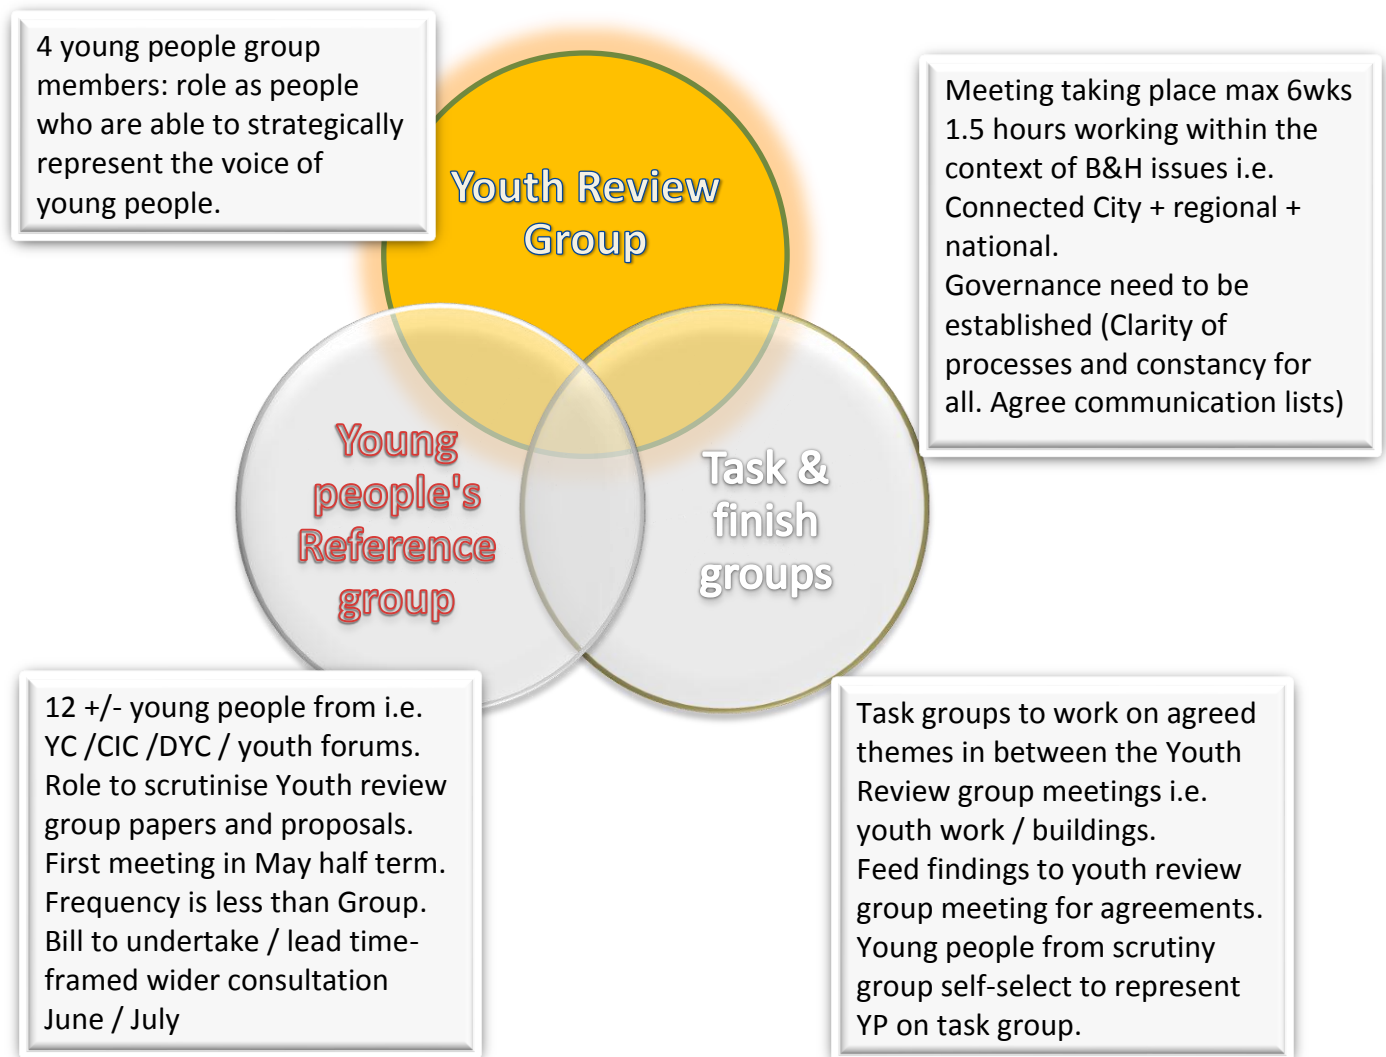 4 young people group
members: role as people
who are able to strategically
represent the voice of
young people.
Youth Review
Group
Meeting taking place max 6wks
1.5 hours working within the
context of B&H issues i.e.
Connected City + regional +
national.
Governance need to be
established (Clarity of
processes and constancy for
all. Agree communication lists)
Young
people's
Reference
group
Task &
finish
groups
12 +/- young people from i.e.
YC /CIC /DYC / youth forums.
Role to scrutinise Youth review
group papers and proposals.
First meeting in May half term.
Frequency is less than Group.
Bill to undertake / lead time-
framed wider consultation
June / July
Task groups to work on agreed
themes in between the Youth
Review group meetings i.e.
youth work / buildings.
Feed findings to youth review
group meeting for agreements.
Young people from scrutiny
group self-select to represent
YP on task group.